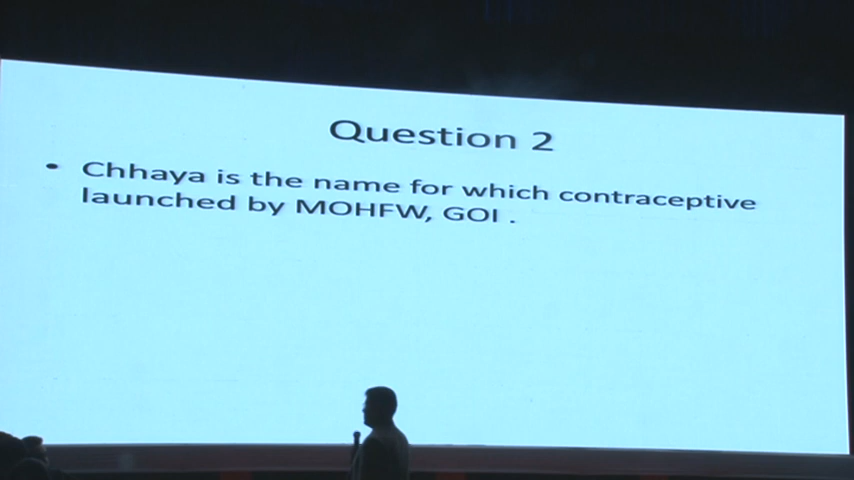 Question 2
• Chhaya is the name for which contraceptive
launched by MOHFW, GOI .